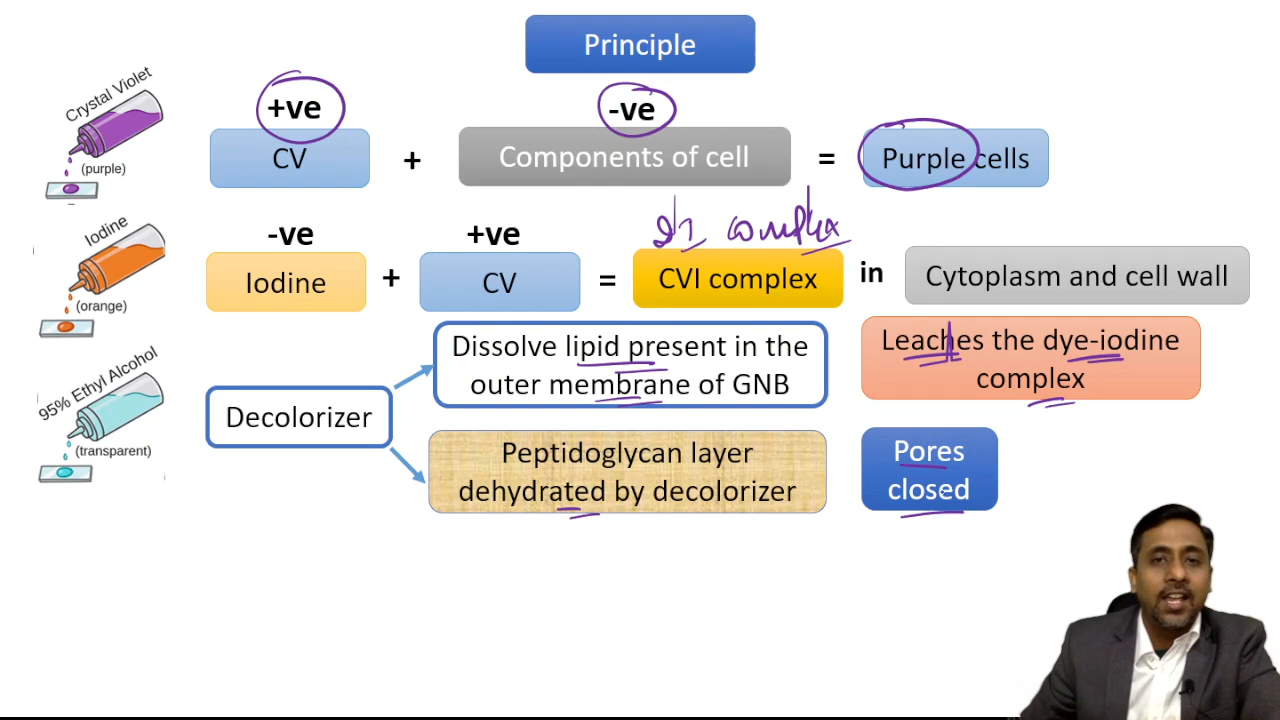 Principle
Crystal Violet
(purple)
+ve
-ve
CV
+
Components of cell
=
Purple cells
Iodine
(orange)
-ve
+ve
complex
Iodine
+
CV
=
CVI complex
in
Cytoplasm and cell wall
95% Ethyl Alcohol
(transparent)
Decolorizer
Dissolve lipid present in the
outer membrane of GNB
Leaches the dye-iodine
complex
Peptidoglycan layer
dehydrated by decolorizer
Pores
closed